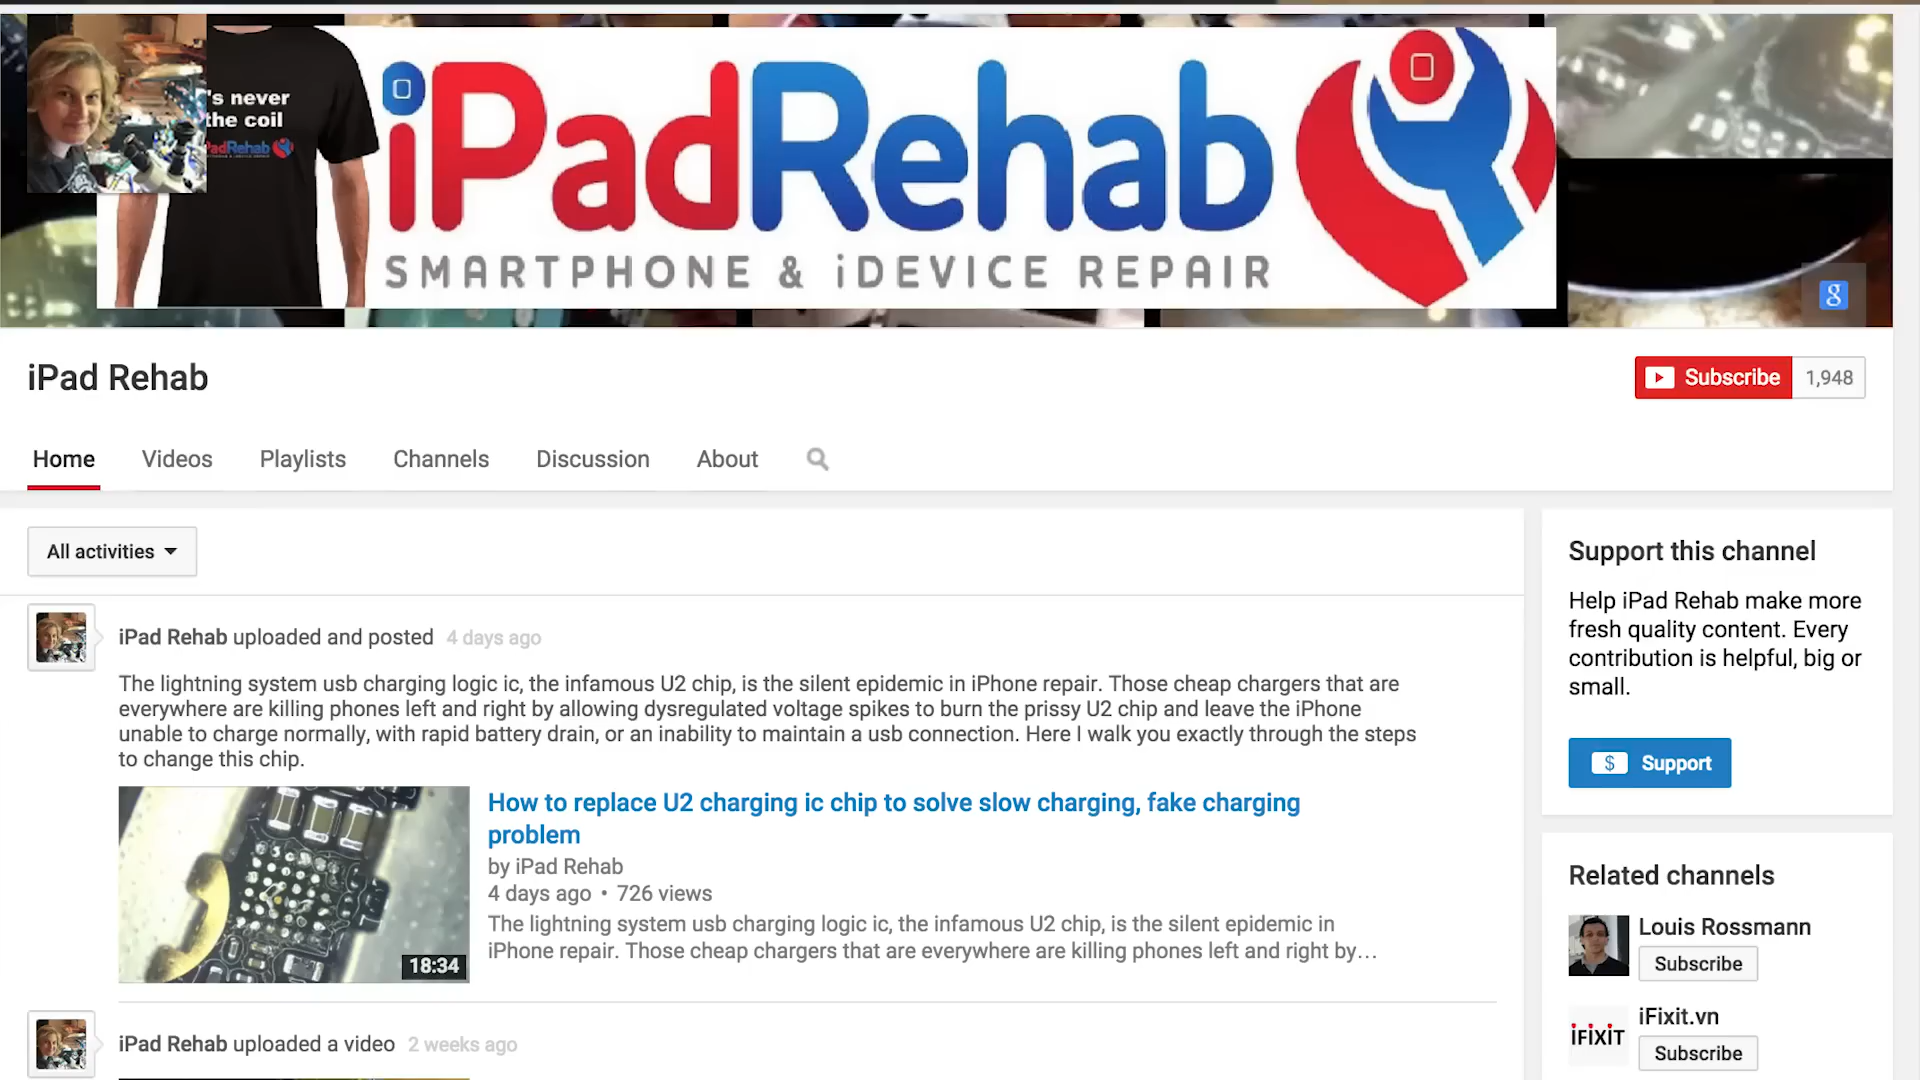 's never
the coil
iPadRehab
SMARTPHONE & iDEVICE REPAIR
iPad Rehab
Subscribe 1,948
Home Videos Playlists Channels Discussion About
All activities
iPad Rehab uploaded and posted 4 days ago
The lightning system usb charging logic ic, the infamous U2 chip, is the silent epidemic in iPhone repair. Those cheap chargers that are
everywhere are killing phones left and right by allowing dysregulated voltage spikes to burn the prissy U2 chip and leave the iPhone
unable to charge normally, with rapid battery drain, or an inability to maintain a usb connection. Here I walk you exactly through the steps
to change this chip.
18:34
How to replace U2 charging ic chip to solve slow charging, fake charging
problem
by iPad Rehab
4 days ago • 726 views
The lightning system usb charging logic ic, the infamous U2 chip, is the silent epidemic in
iPhone repair. Those cheap chargers that are everywhere are killing phones left and right by…
iPad Rehab uploaded a video 2 weeks ago
Support this channel
Help iPad Rehab make more
fresh quality content. Every
contribution is helpful, big or
small.
$ Support
Related channels
Louis Rossmann
Subscribe
iFixit.vn
iFIXIT
Subscribe